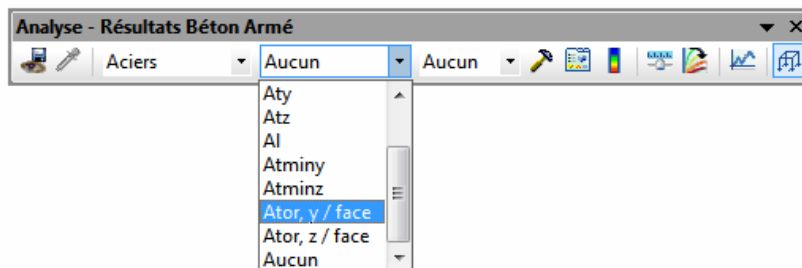 Analyse - Résultats Béton Armé
Aciers Aucun Aucun
Aty
Atz
Al
Atminy
Atminz
Ator, y / face
Ator, z / face
Aucun